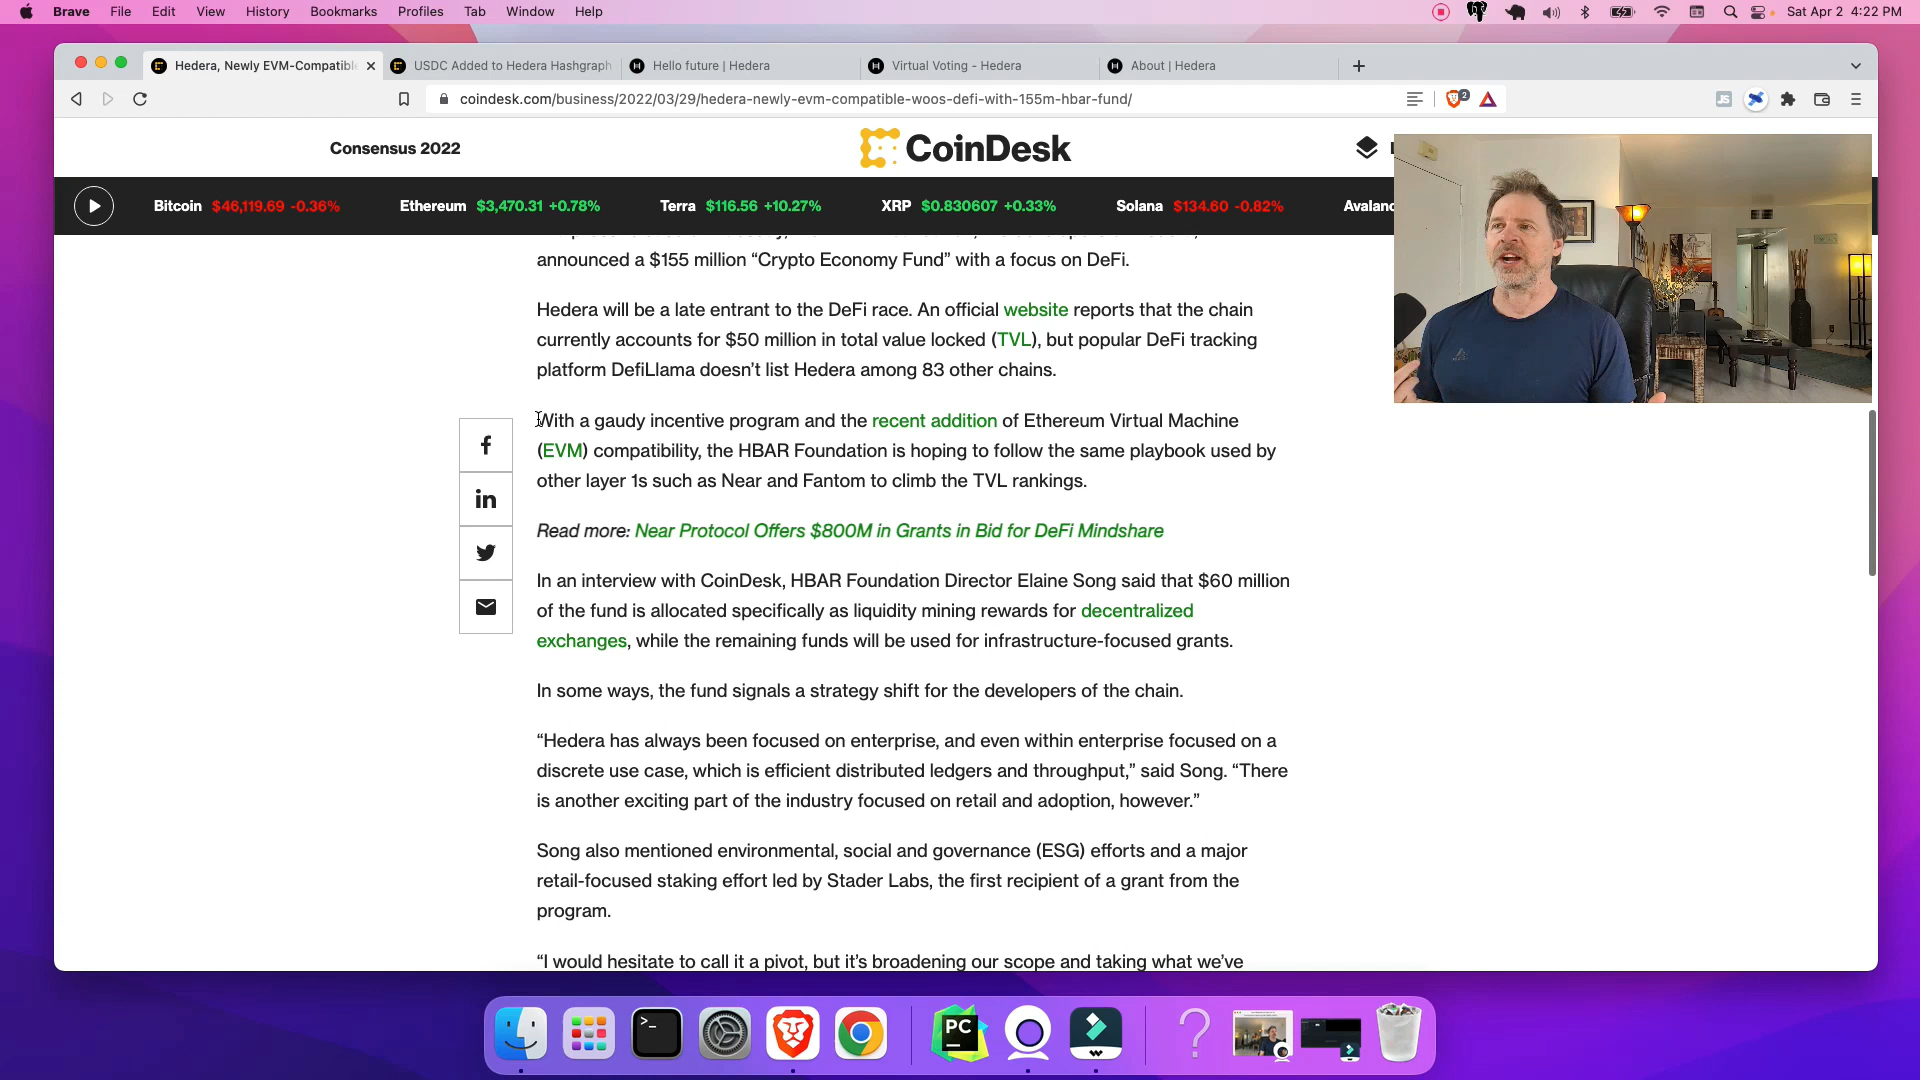 Brave File Edit View History Bookmarks Profiles Tab Window Help Sat Apr 2 4:22 PM
Hedera, Newly EVM-Compatible USDC Added to Hedera Hashgraph Hello future | Hedera Virtual Voting - Hedera About | Hedera
coindesk.com/business/2022/03/29/hedera-newly-evm-compatible-woos-defi-with-155m-hbar-fund/ 2 JS
Consensus 2022 CoinDesk
Bitcoin $46,119.69 -0.36% Ethereum $3,470.31 +0.78% Terra $116.56 +10.27% XRP $0.830607 +0.33% Solana $134.60 -0.82% Avalanc
announced a $155 million “Crypto Economy Fund” with a focus on DeFi.
Hedera will be a late entrant to the DeFi race. An official website reports that the chain
currently accounts for $50 million in total value locked (TVL), but popular DeFi tracking
platform DefiLlama doesn’t list Hedera among 83 other chains.
With a gaudy incentive program and the recent addition of Ethereum Virtual Machine
(EVM) compatibility, the HBAR Foundation is hoping to follow the same playbook used by
other layer 1s such as Near and Fantom to climb the TVL rankings.
Read more: Near Protocol Offers $800M in Grants in Bid for DeFi Mindshare
In an interview with CoinDesk, HBAR Foundation Director Elaine Song said that $60 million
of the fund is allocated specifically as liquidity mining rewards for decentralized
exchanges, while the remaining funds will be used for infrastructure-focused grants.
In some ways, the fund signals a strategy shift for the developers of the chain.
“Hedera has always been focused on enterprise, and even within enterprise focused on a
discrete use case, which is efficient distributed ledgers and throughput,” said Song. “There
is another exciting part of the industry focused on retail and adoption, however.”
Song also mentioned environmental, social and governance (ESG) efforts and a major
retail-focused staking effort led by Stader Labs, the first recipient of a grant from the
program.
“I would hesitate to call it a pivot, but it’s broadening our scope and taking what we’ve
PC